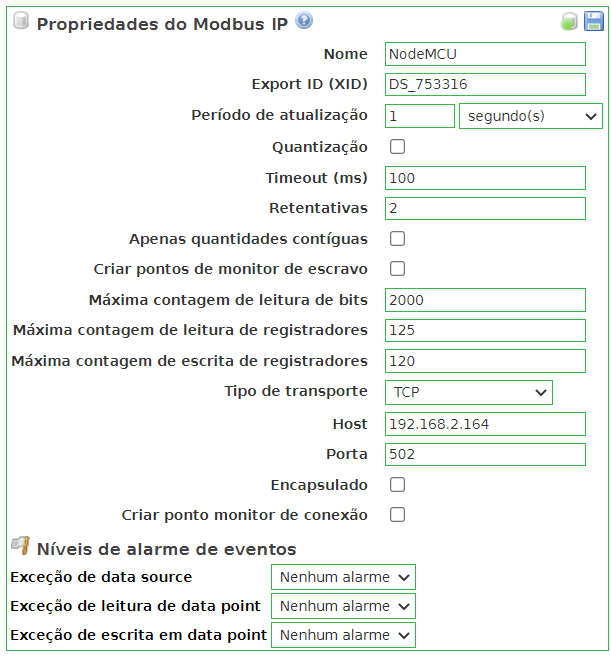 Propriedades do Modbus IP ?
Nome NodeMCU
Export ID (XID) DS_753316
Período de atualização 1 segundo(s)
Quantização
Timeout (ms) 100
Retentativas 2
Apenas quantidades contíguas
Criar pontos de monitor de escravo
Máxima contagem de leitura de bits 2000
Máxima contagem de leitura de registradores 125
Máxima contagem de escrita de registradores 120
Tipo de transporte TCP
Host 192.168.2.164
Porta 502
Encapsulado
Criar ponto monitor de conexão
Níveis de alarme de eventos
Exceção de data source Nenhum alarme
Exceção de leitura de data point Nenhum alarme
Exceção de escrita em data point Nenhum alarme